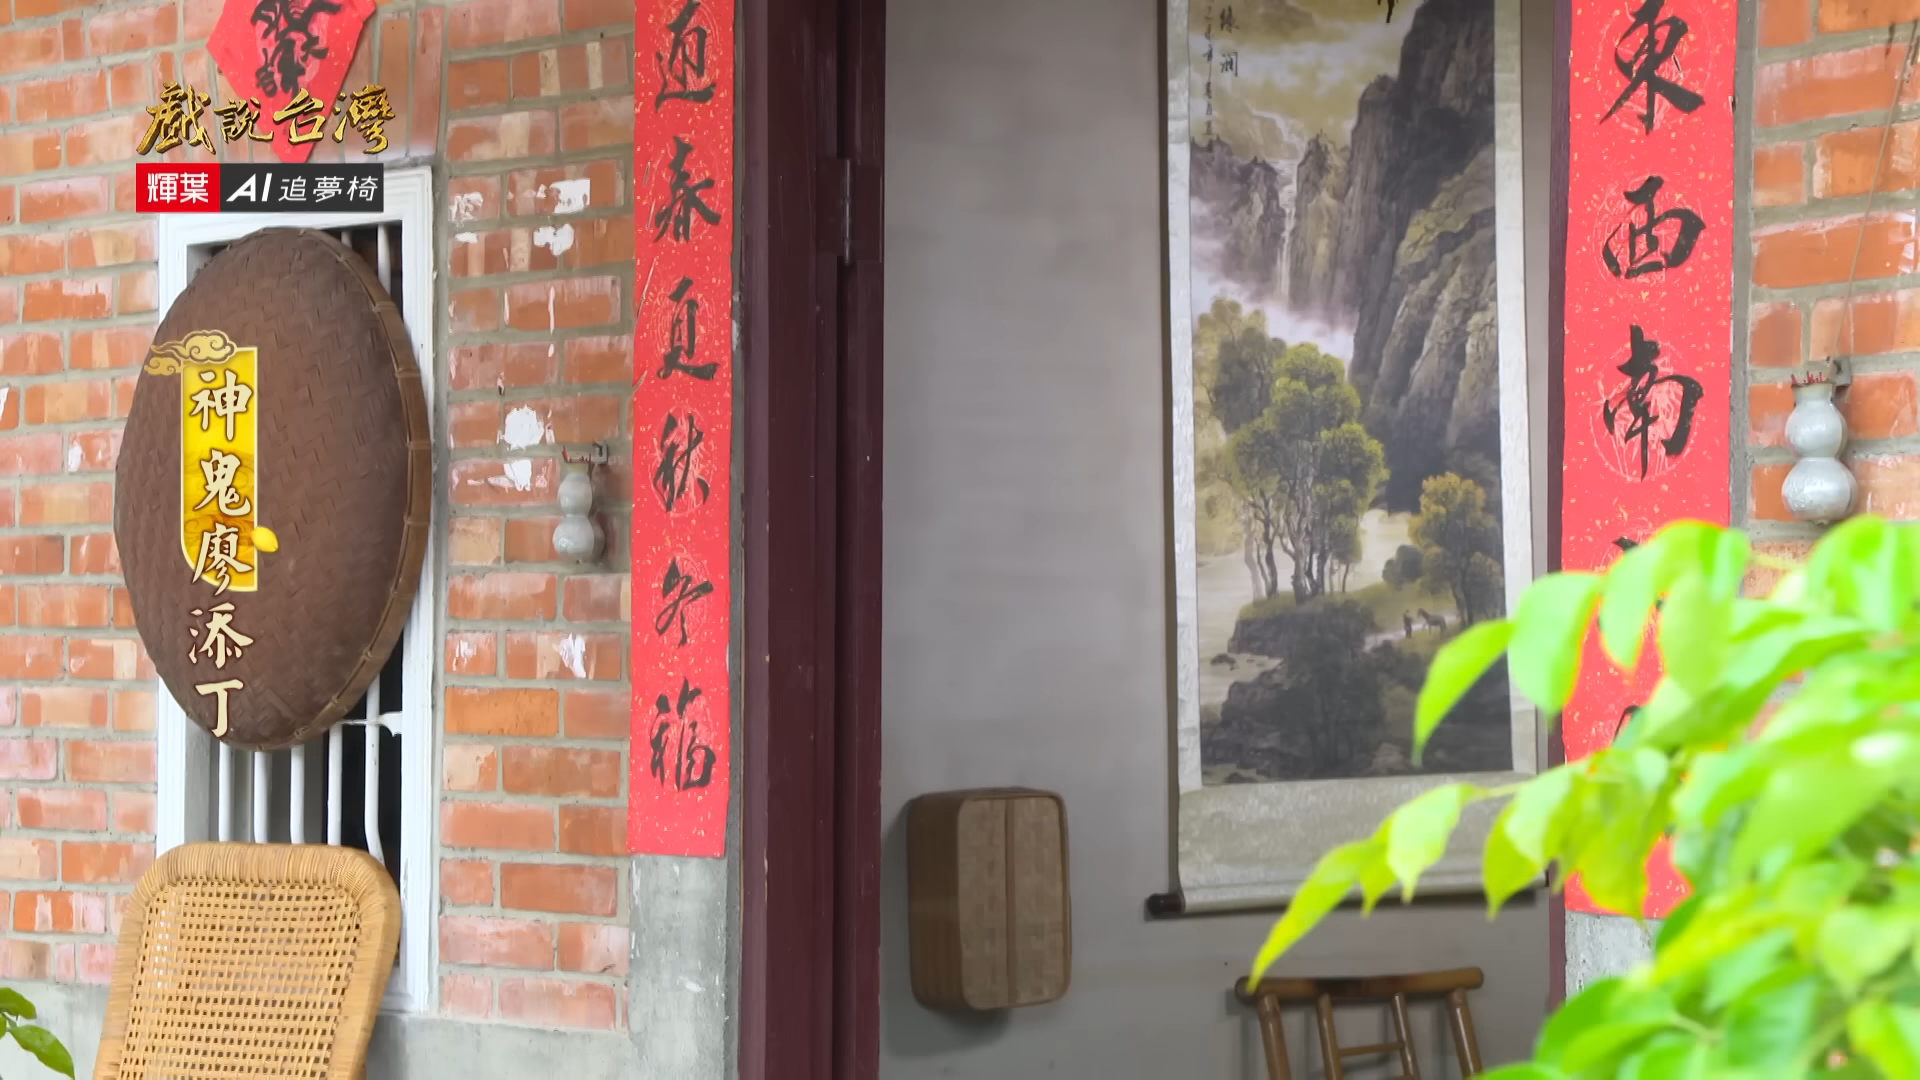 戲說台灣
輝葉 AI追夢椅
神鬼廖添丁
迎春夏秋冬福
東西南